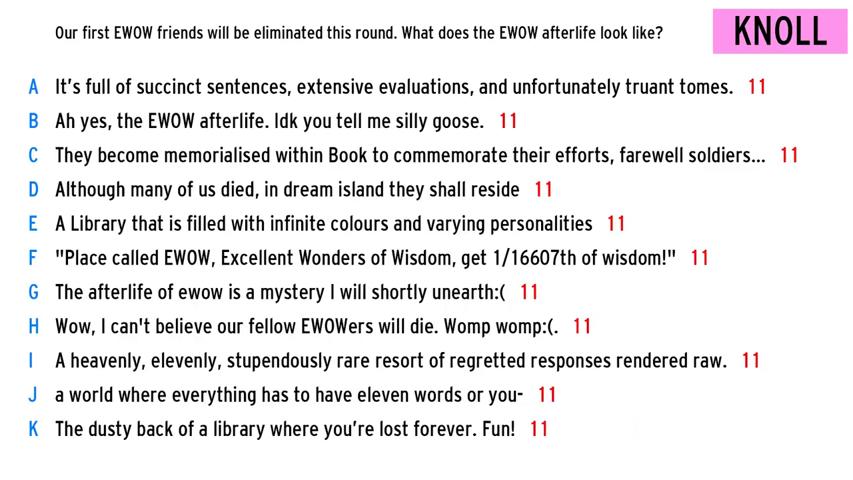 Our first EWOW friends will be eliminated this round. What does the EWOW afterlife look like?
KNOLL
A It's full of succinct sentences, extensive evaluations, and unfortunately truant tomes. 11
B Ah yes, the EWOW afterlife. Idk you tell me silly goose. 11
C They become memorialised within Book to commemorate their efforts, farewell soldiers... 11
D Although many of us died, in dream island they shall reside 11
E A Library that is filled with infinite colours and varying personalities 11
F "Place called EWOW, Excellent Wonders of Wisdom, get 1/16607th of wisdom!" 11
G The afterlife of ewow is a mystery I will shortly unearth:( 11
H Wow, I can't believe our fellow EWOWers will die. Womp womp:(. 11
I A heavenly, elevenly, stupendously rare resort of regretted responses rendered raw. 11
J a world where everything has to have eleven words or you- 11
K The dusty back of a library where you're lost forever. Fun! 11